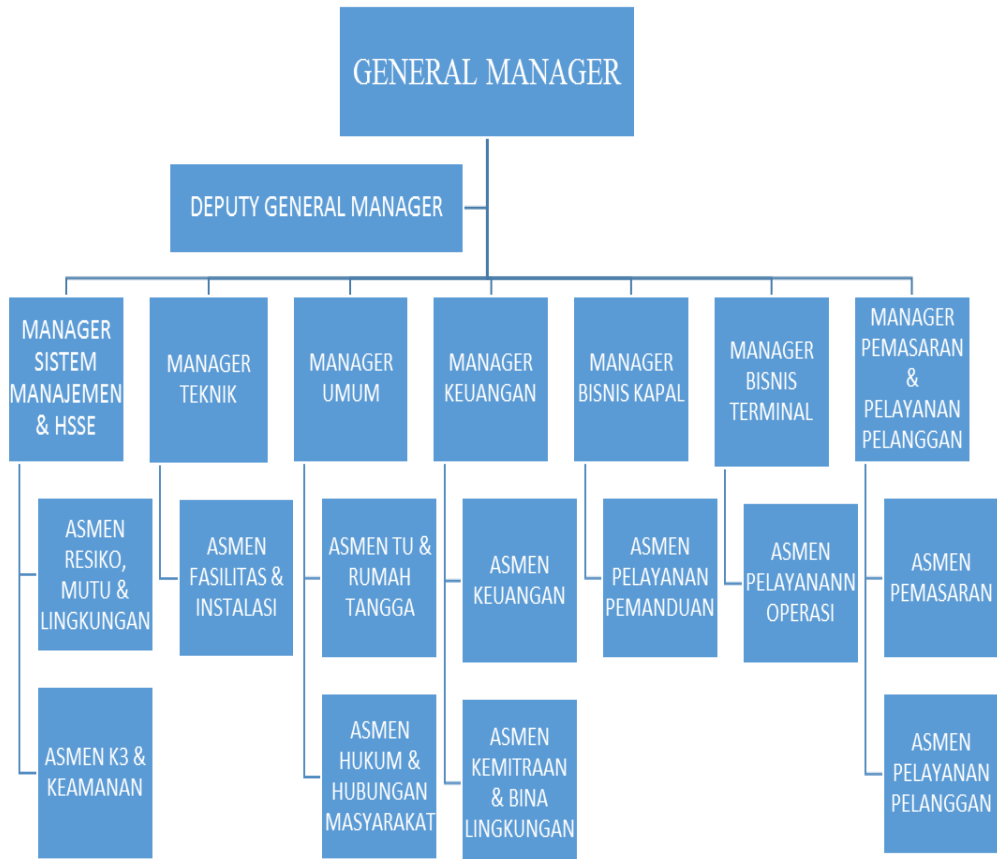 GENERAL MANAGER
DEPUTY GENERAL MANAGER
MANAGER
SISTEM
MANAJEMEN
& HSSE
MANAGER
TEKNIK
MANAGER
UMUM
MANAGER
KEUANGAN
MANAGER
BISNIS KAPAL
MANAGER
BISNIS
TERMINAL
MANAGER
PEMASARAN
&
PELAYANAN
PELANGGAN
ASMEN
RESIKO,
MUTU &
LINGKUNGAN
ASMEN
FASILITAS &
INSTALASI
ASMEN TU &
RUMAH
TANGGA
ASMEN
KEUANGAN
ASMEN
PELAYANAN
PEMANDUAN
ASMEN
PELAYANANN
OPERASI
ASMEN
PEMASARAN
ASMEN K3 &
KEAMANAN
ASMEN
HUKUM &
HUBUNGAN
MASYARAKAT
ASMEN
KEMITRAAN
& BINA
LINGKUNGAN
ASMEN
PELAYANAN
PELANGGAN